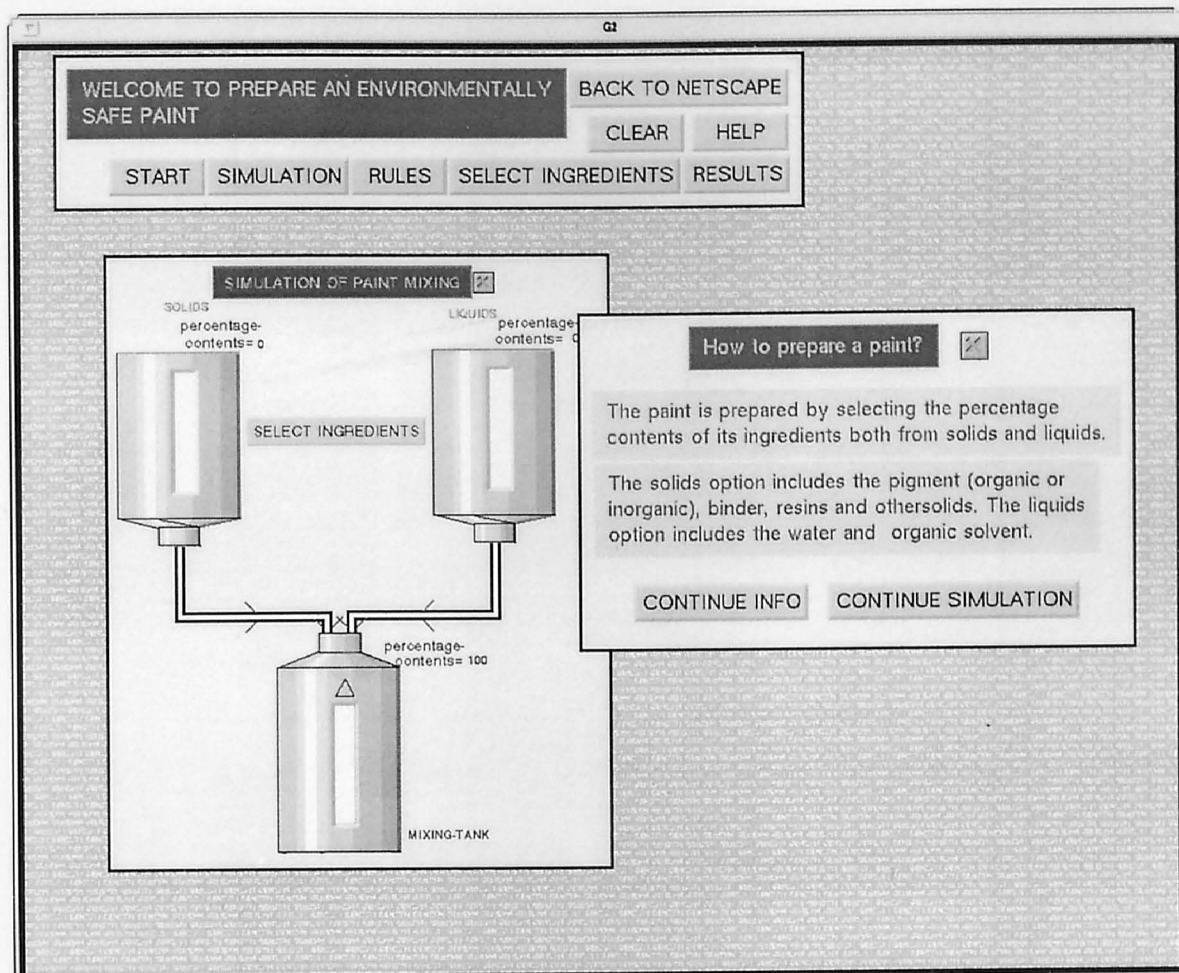 G2
WELCOME TO PREPARE AN ENVIRONMENTALLY
SAFE PAINT
BACK TO NETSCAPE
CLEAR
HELP
START
SIMULATION
RULES
SELECT INGREDIENTS
RESULTS
SIMULATION OF PAINT MIXING
SOLIDS
percentage-
contents= 0
LIQUIDS
percentage-
contents= 0
SELECT INGREDIENTS
percentage-
contents= 100
MIXING-TANK
How to prepare a paint?
The paint is prepared by selecting the percentage
contents of its ingredients both from solids and liquids.
The solids option includes the pigment (organic or
inorganic), binder, resins and othersolids. The liquids
option includes the water and organic solvent.
CONTINUE INFO
CONTINUE SIMULATION